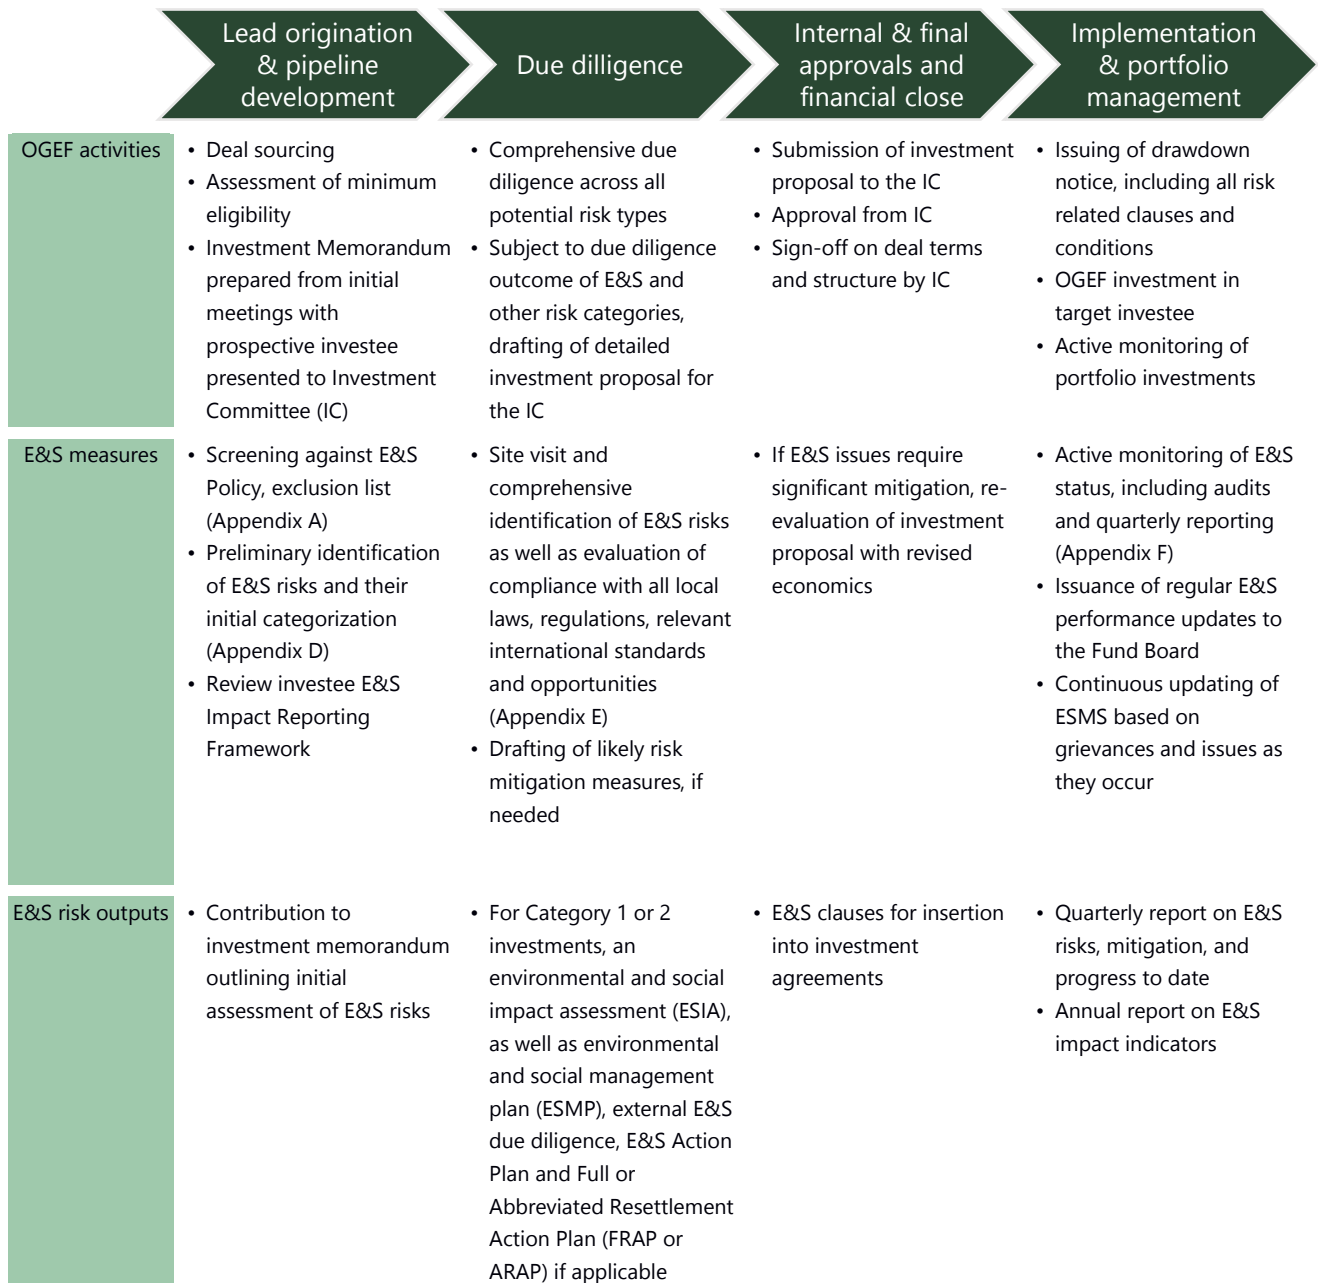 Lead origination
& pipeline
development
Due dilligence
Internal & final
approvals and
financial close
Implementation
& portfolio
management
OGEF activities
• Deal sourcing
• Assessment of minimum
eligibility
• Investment Memorandum
prepared from initial
meetings with
prospective investee
presented to Investment
Committee (IC)
• Comprehensive due
diligence across all
potential risk types
• Subject to due diligence
outcome of E&S and
other risk categories,
drafting of detailed
investment proposal for
the IC
• Submission of investment
proposal to the IC
• Approval from IC
• Sign-off on deal terms
and structure by IC
• Issuing of drawdown
notice, including all risk
related clauses and
conditions
• OGEF investment in
target investee
• Active monitoring of
portfolio investments
E&S measures
• Screening against E&S
Policy, exclusion list
(Appendix A)
• Preliminary identification
of E&S risks and their
initial categorization
(Appendix D)
• Review investee E&S
Impact Reporting
Framework
• Site visit and
comprehensive
identification of E&S risks
as well as evaluation of
compliance with all local
laws, regulations, relevant
international standards
and opportunities
(Appendix E)
• Drafting of likely risk
mitigation measures, if
needed
• If E&S issues require
significant mitigation, re-
evaluation of investment
proposal with revised
economics
• Active monitoring of E&S
status, including audits
and quarterly reporting
(Appendix F)
• Issuance of regular E&S
performance updates to
the Fund Board
• Continuous updating of
ESMS based on
grievances and issues as
they occur
E&S risk outputs
• Contribution to
investment memorandum
outlining initial
assessment of E&S risks
• For Category 1 or 2
investments, an
environmental and social
impact assessment (ESIA),
as well as environmental
and social management
plan (ESMP), external E&S
due diligence, E&S Action
Plan and Full or
Abbreviated Resettlement
Action Plan (FRAP or
ARAP) if applicable
• E&S clauses for insertion
into investment
agreements
• Quarterly report on E&S
risks, mitigation, and
progress to date
• Annual report on E&S
impact indicators